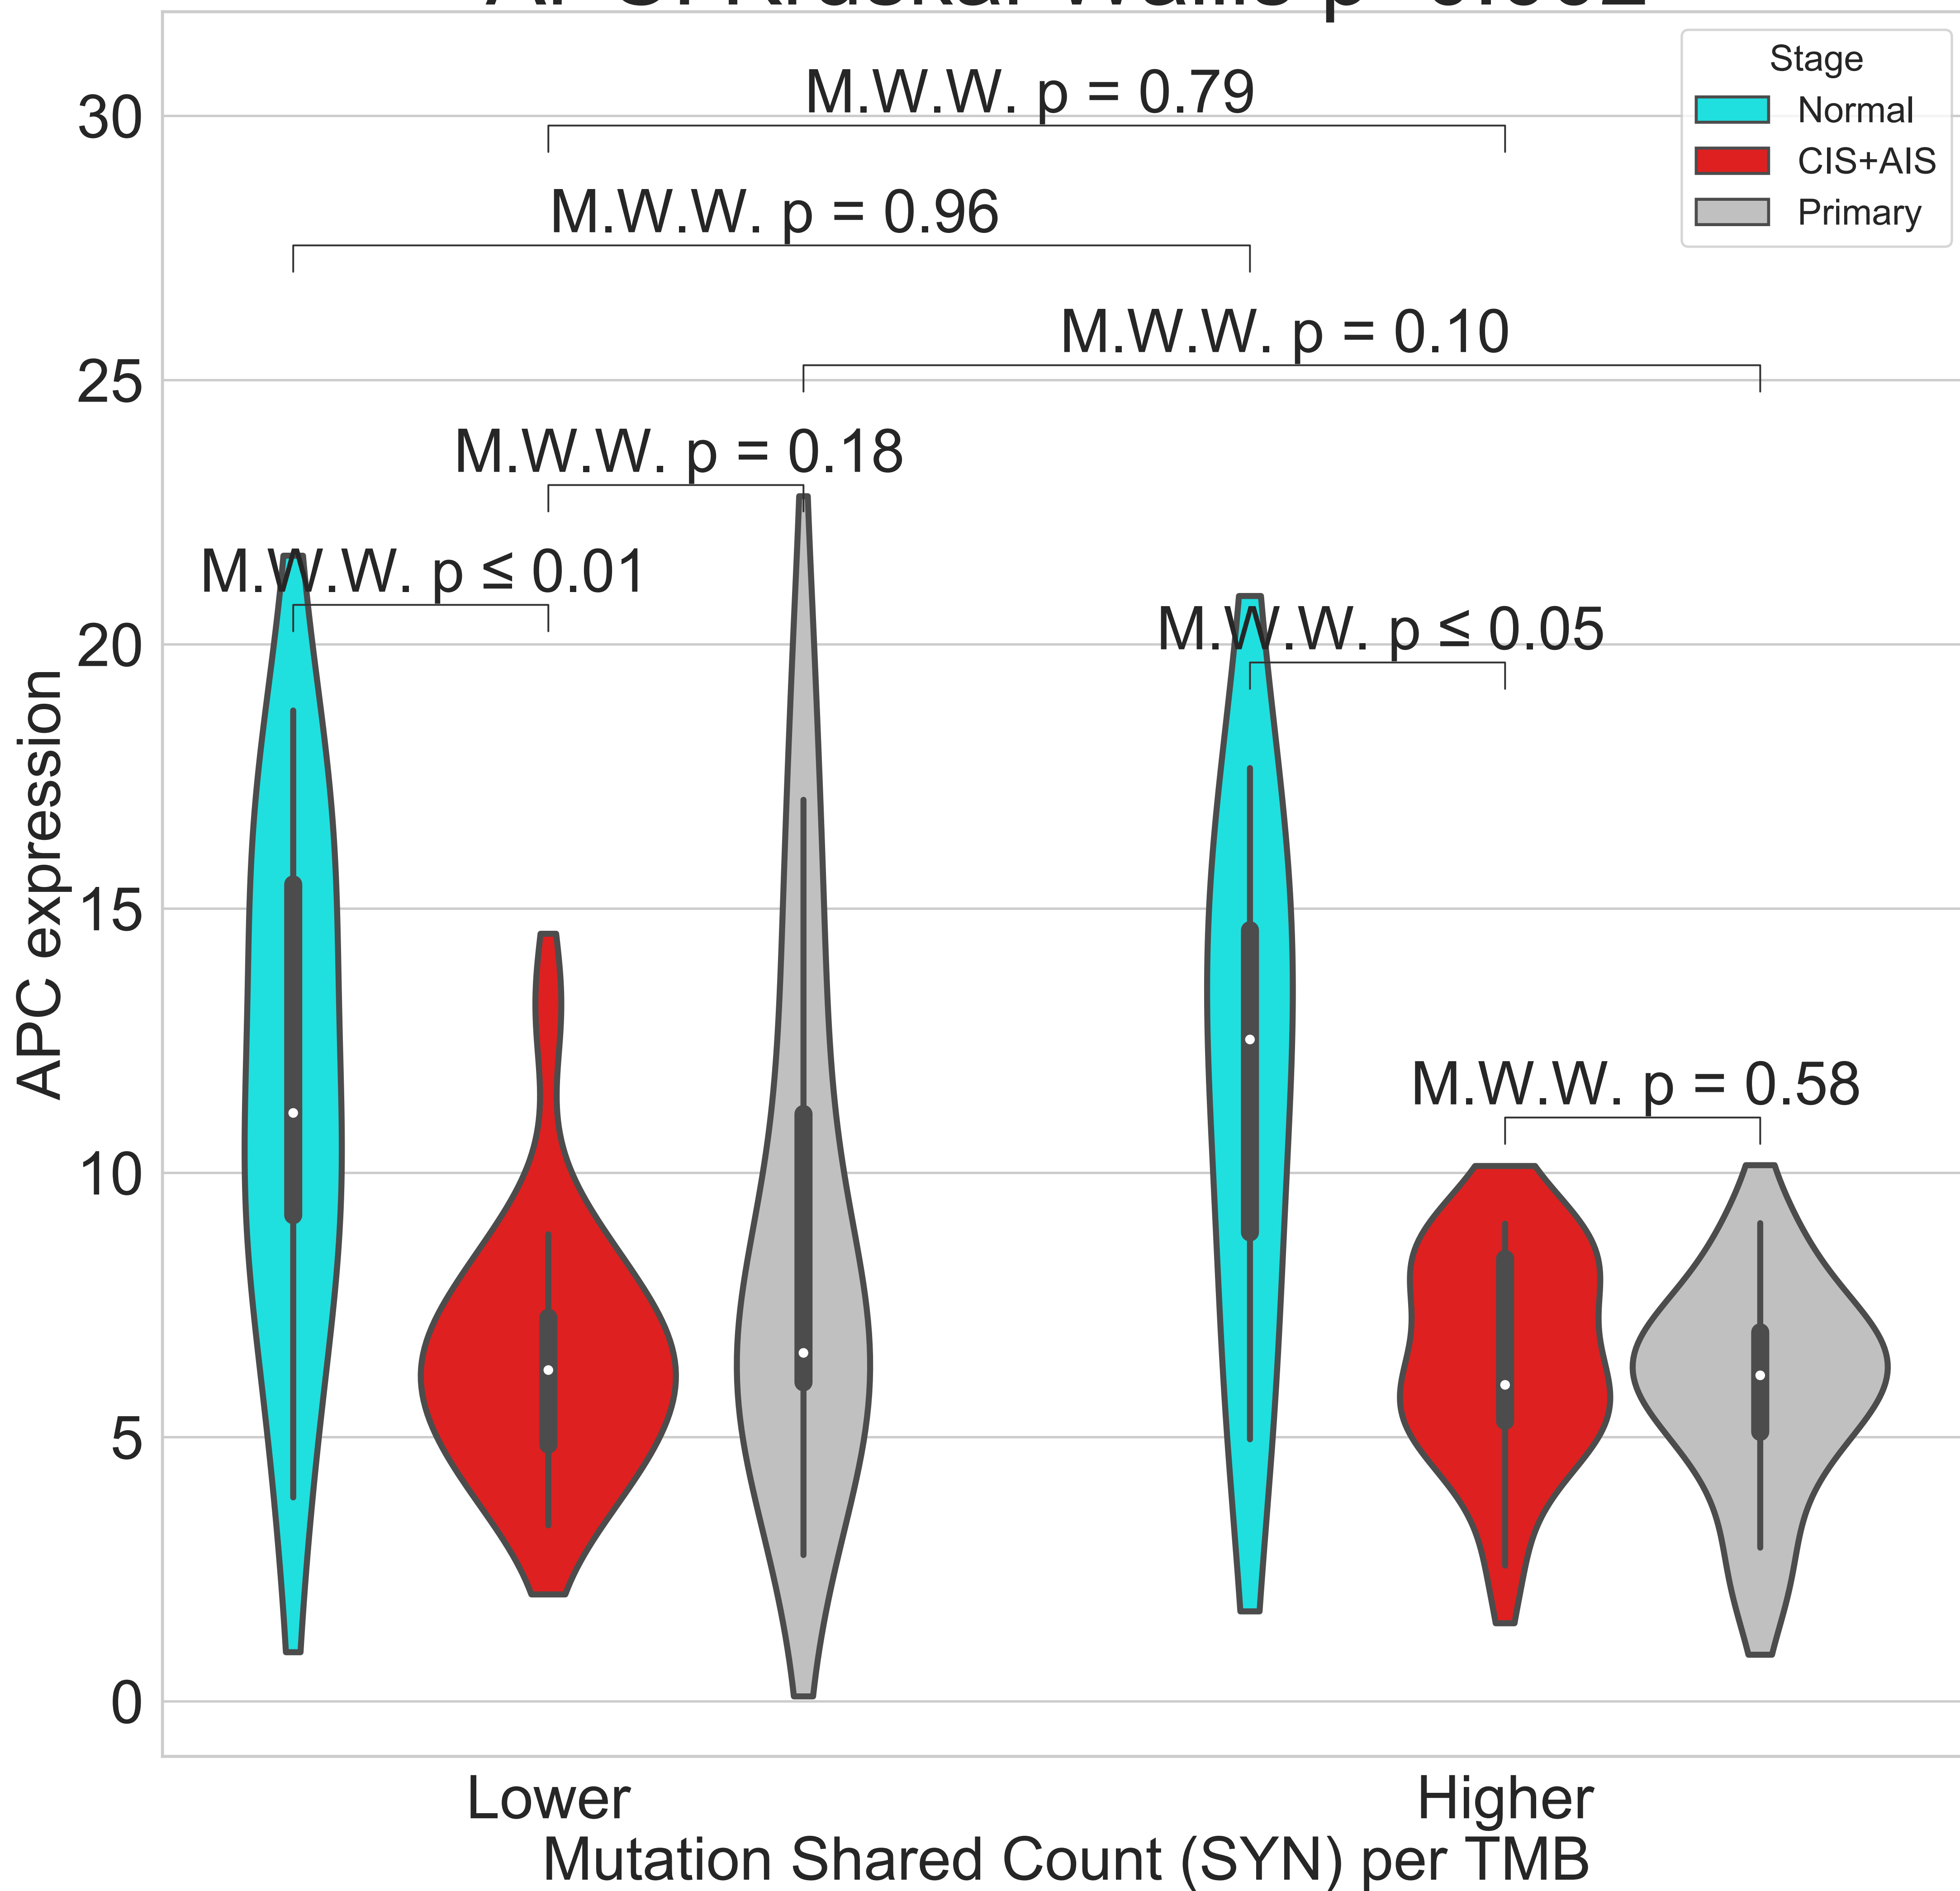 Stage
Normal
CIS+AIS
Primary
M.W.W. p = 0.79
M.W.W. p = 0.96
M.W.W. p = 0.10
M.W.W. p = 0.18
M.W.W. p ≤ 0.01
M.W.W. p ≤ 0.05
M.W.W. p = 0.58
30
25
20
15
10
5
0
APC expression
Lower
Higher
Mutation Shared Count (SYN) per TMB